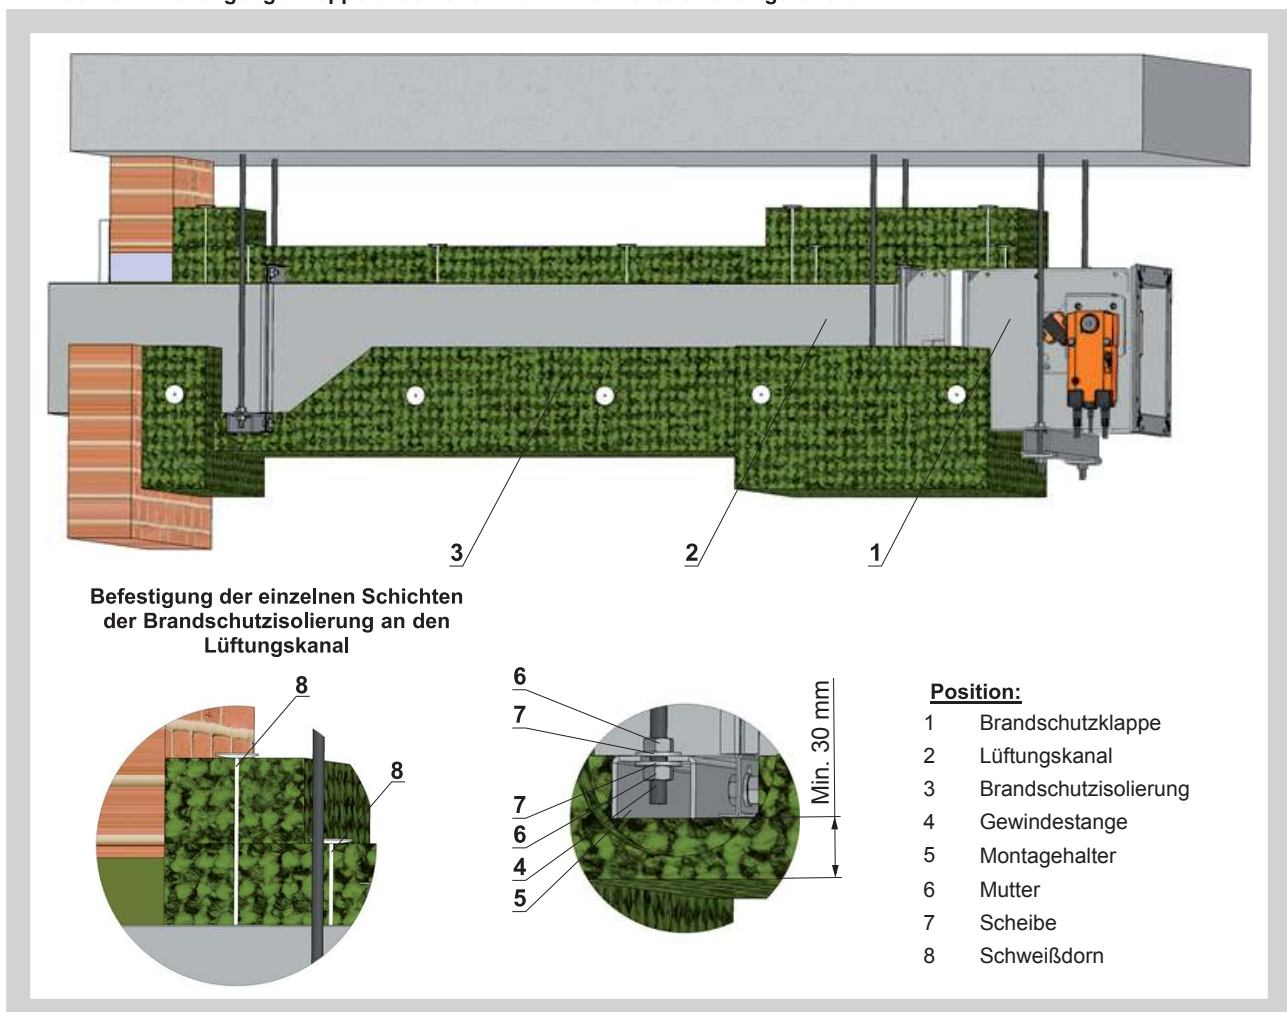 3
2
1
Befestigung der einzelnen Schichten
der Brandschutzisolierung an den
Lüftungskanal
8
8
6
7
7
6
4
5
Min. 30 mm
Position:
1 Brandschutzklappe
2 Lüftungskanal
3 Brandschutzisolierung
4 Gewindestange
5 Montagehalter
6 Mutter
7 Scheibe
8 Schweißdorn